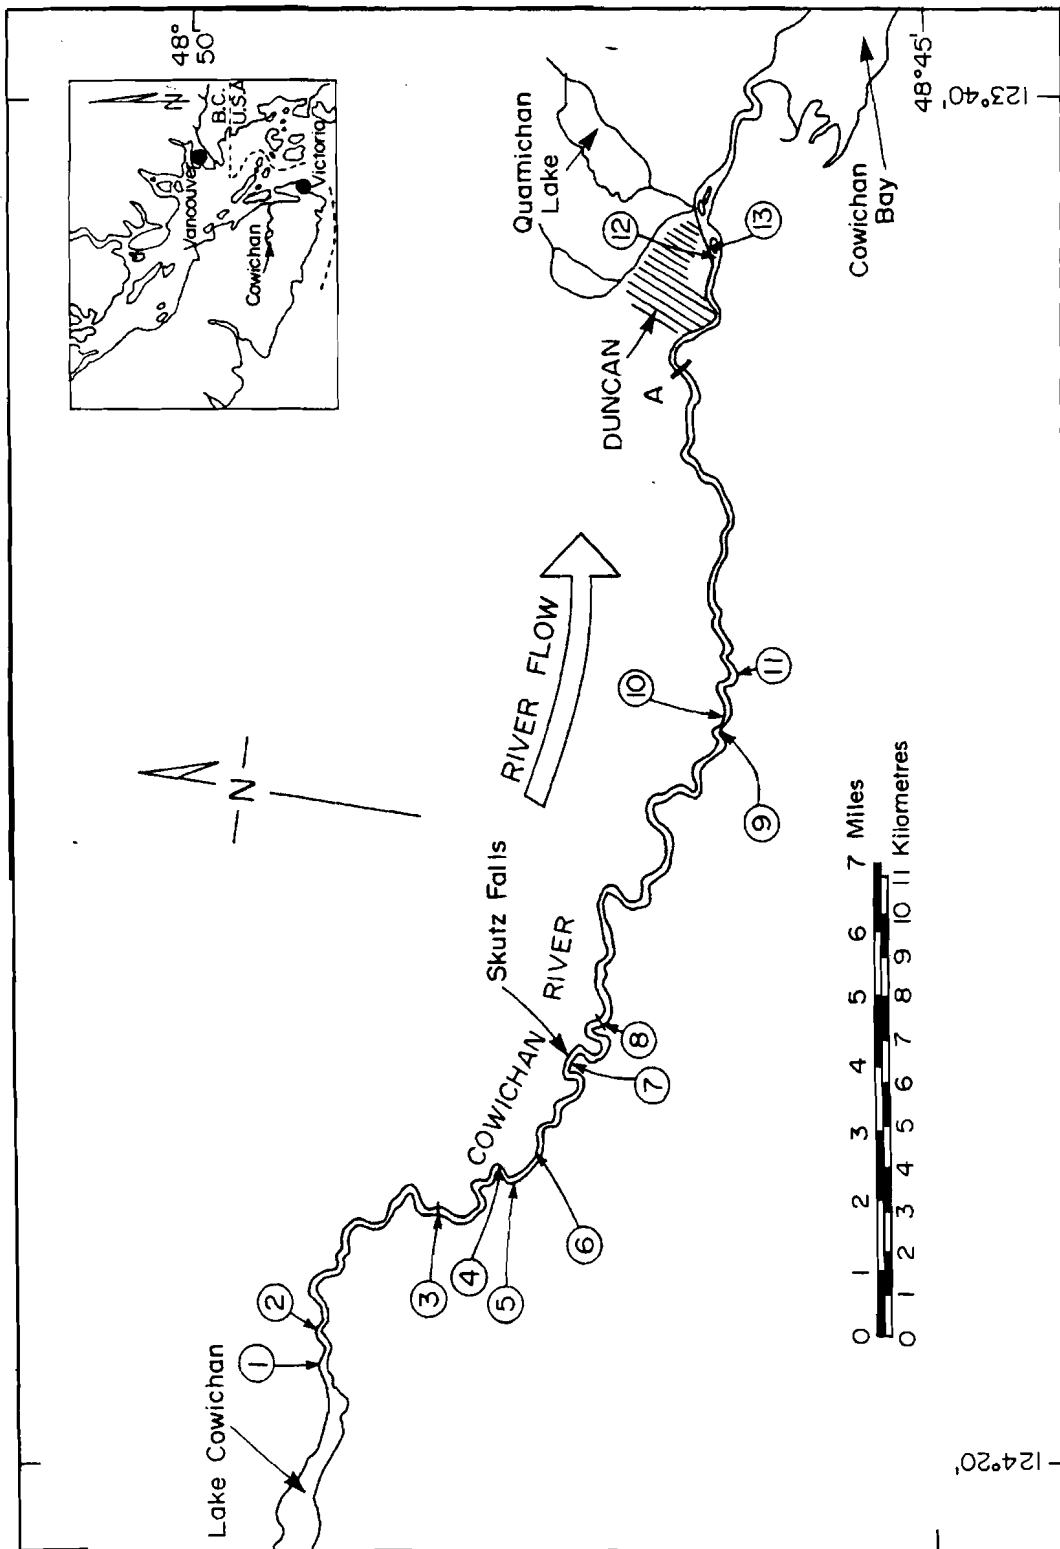 Lake Cowichan
1
2
3
4
5
6
7
8
9
10
11
12
13
COWICHAN
RIVER
Skutz Falls
RIVER FLOW
N
A
DUNCAN
Quamichan
Lake
Cowichan
Bay
0 1 2 3 4 5 6 7 Miles
0 1 2 3 4 5 6 7 8 9 10 11 Kilometres
N
B.C.
U.S.A
Vancouver
Victoria
Cowichan
48°
50'
48°45'
123°40'
124°20'